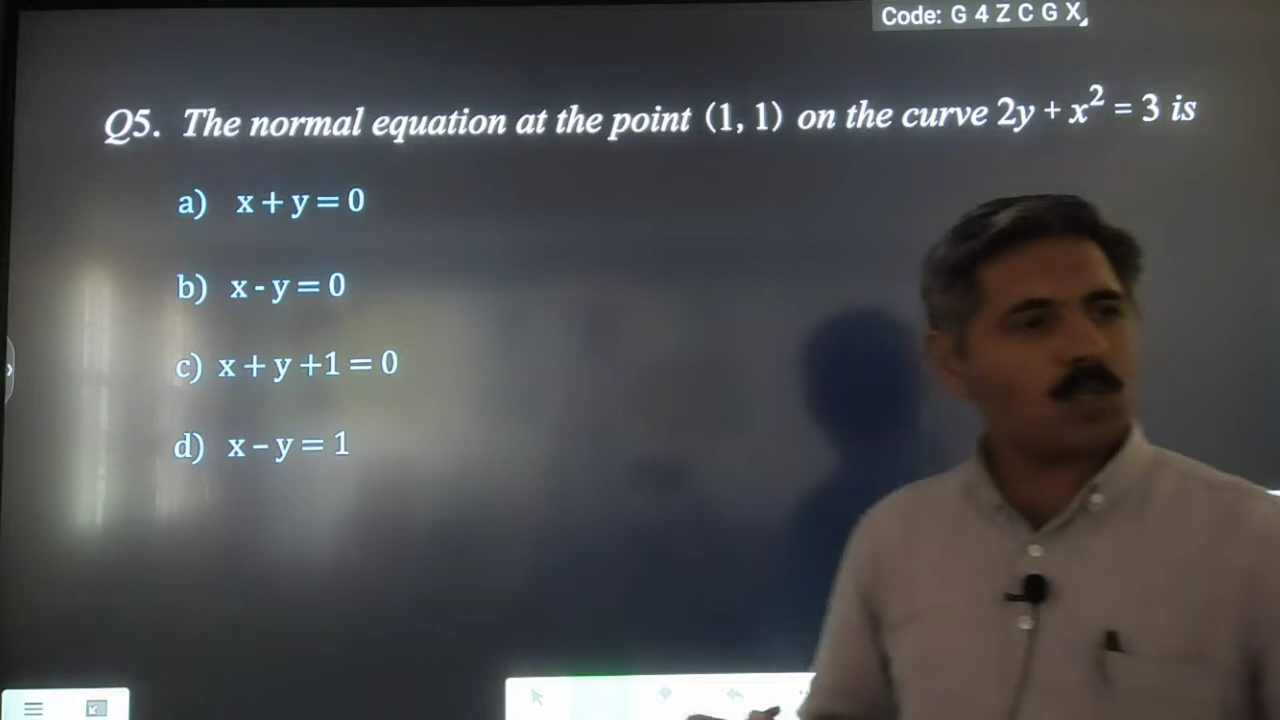 Code: G 4 Z C G X
Q5. The normal equation at the point (1, 1) on the curve 2y + x² = 3 is
a) x + y = 0
b) x - y = 0
c) x + y +1 = 0
d) x – y = 1